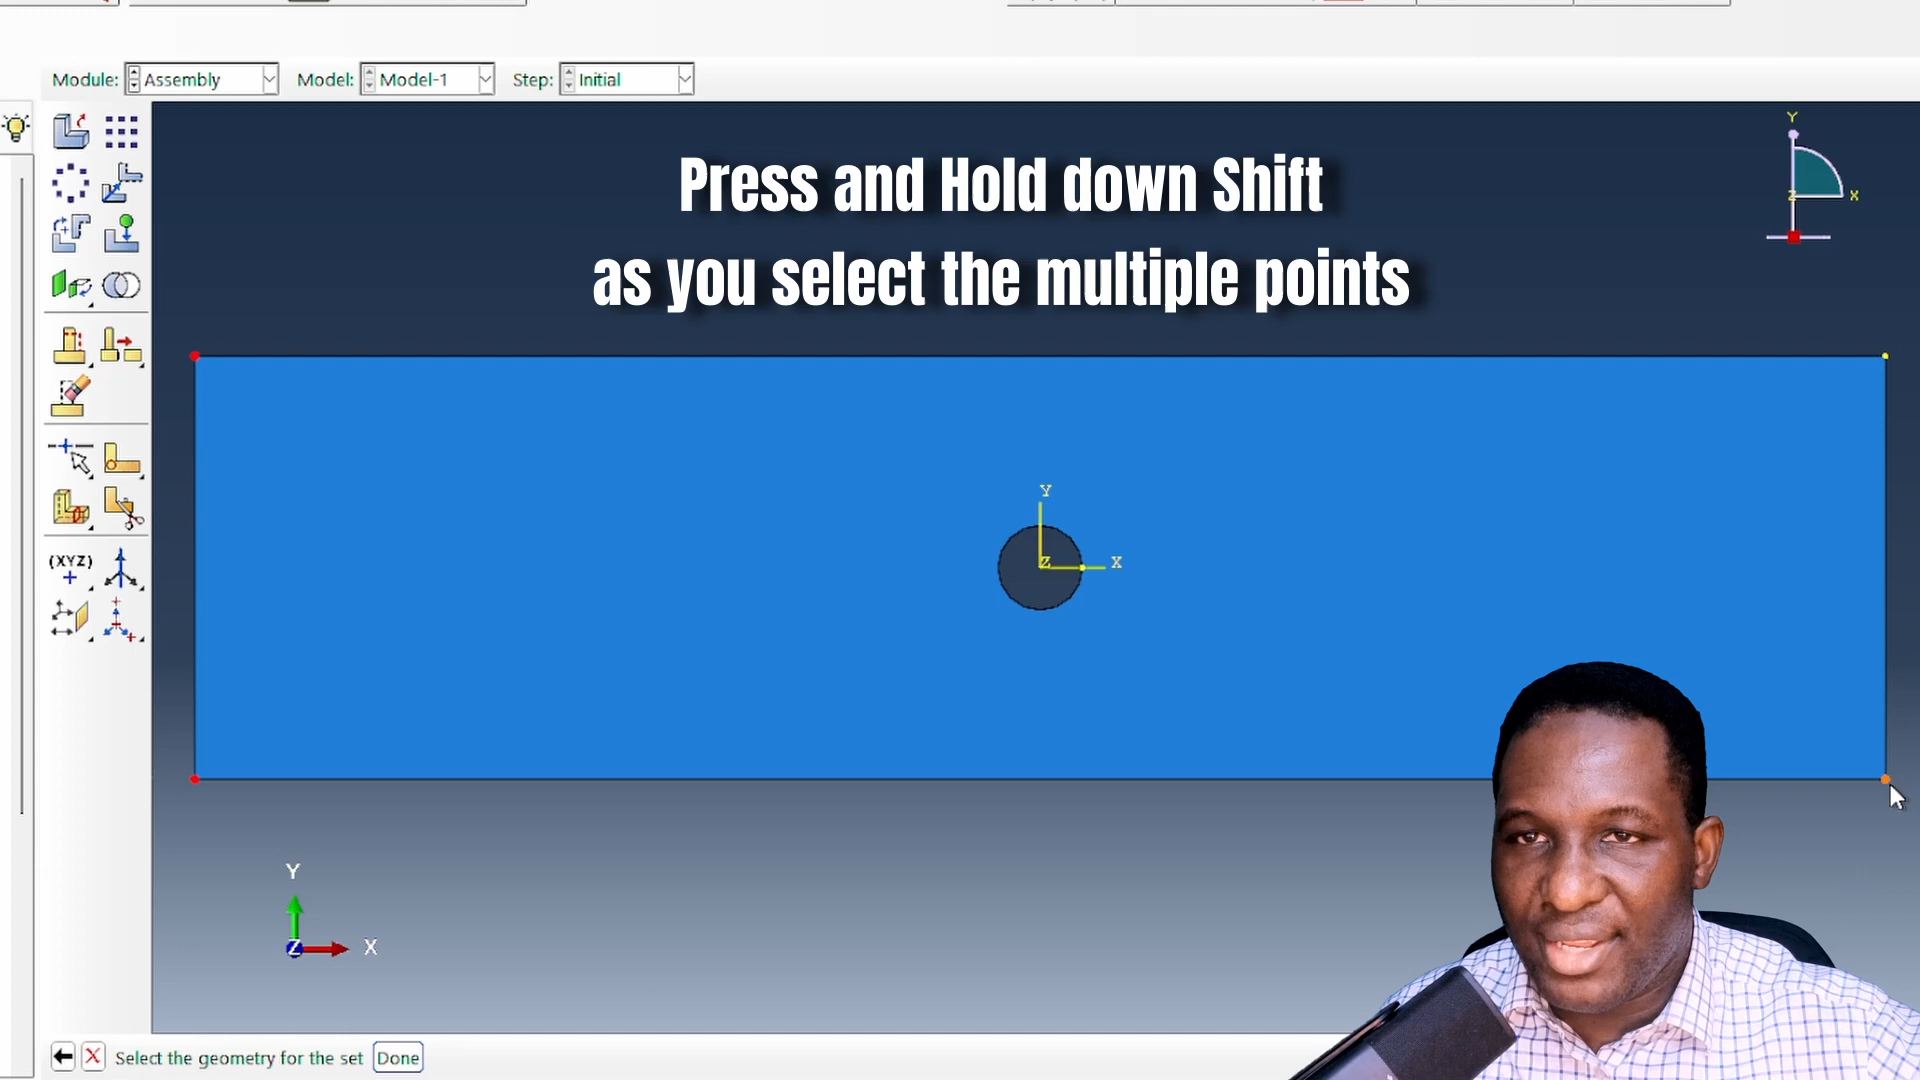 Module: Assembly Model: Model-1 Step: Initial
Press and Hold down Shift
as you select the multiple points
Y
Z X
Y
Z X
(XYZ)
Y
Z X
Select the geometry for the set Done